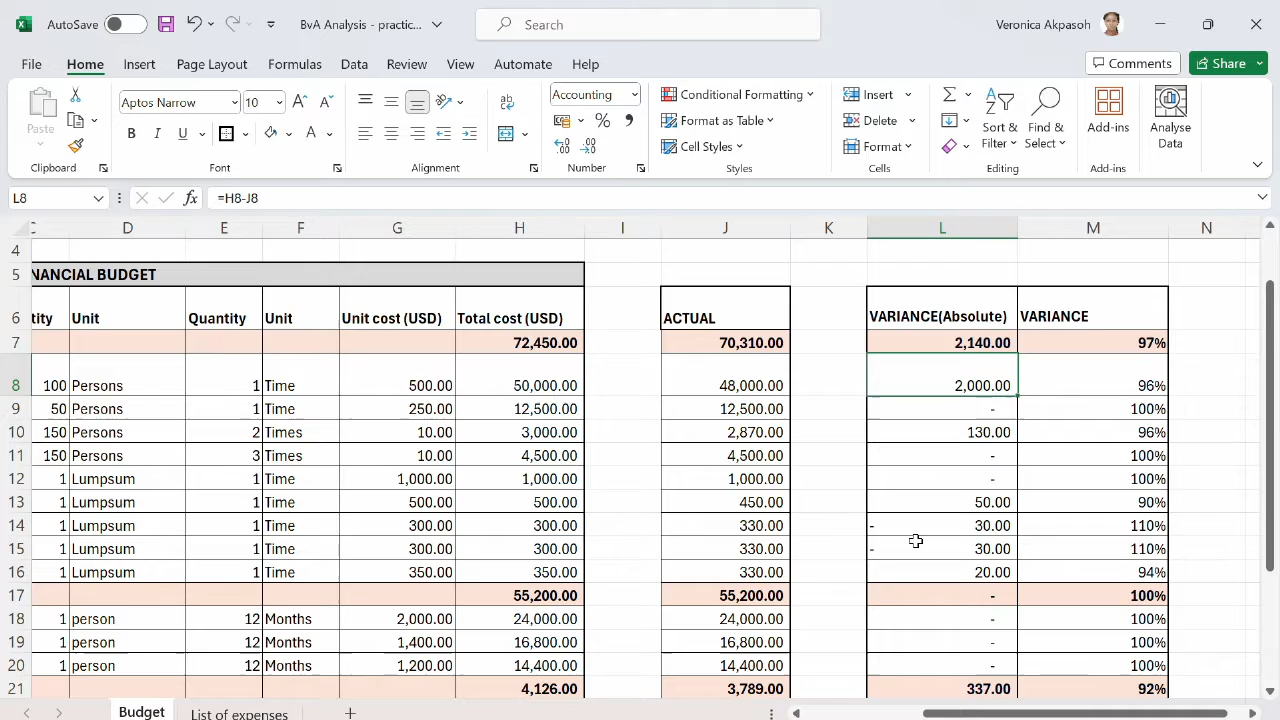 AutoSave BvA Analysis - practic... Search Veronica Akpasoh
File Home Insert Page Layout Formulas Data Review View Automate Help Comments Share
Paste Aptos Narrow 10 Accounting Conditional Formatting Insert Sort & Find & Add-ins Analyse
B I U A % Format as Table Delete Filter Select Data
Cell Styles Format
Clipboard Font Alignment Number Styles Cells Editing Add-ins
L8 fx =H8-J8
C D E F G H I J K L M N
4
5 NANCIAL BUDGET
6 tity Unit Quantity Unit Unit cost (USD) Total cost (USD) ACTUAL VARIANCE(Absolute) VARIANCE
7 72,450.00 70,310.00 2,140.00 97%
8 100 Persons 1 Time 500.00 50,000.00 48,000.00 2,000.00 96%
9 50 Persons 1 Time 250.00 12,500.00 12,500.00 - 100%
10 150 Persons 2 Times 10.00 3,000.00 2,870.00 130.00 96%
11 150 Persons 3 Times 10.00 4,500.00 4,500.00 - 100%
12 1 Lumpsum 1 Time 1,000.00 1,000.00 1,000.00 - 100%
13 1 Lumpsum 1 Time 500.00 500.00 450.00 50.00 90%
14 1 Lumpsum 1 Time 300.00 300.00 330.00 - 30.00 110%
15 1 Lumpsum 1 Time 300.00 300.00 330.00 - 30.00 110%
16 1 Lumpsum 1 Time 350.00 350.00 330.00 20.00 94%
17 55,200.00 55,200.00 - 100%
18 1 person 12 Months 2,000.00 24,000.00 24,000.00 - 100%
19 1 person 12 Months 1,400.00 16,800.00 16,800.00 - 100%
20 1 person 12 Months 1,200.00 14,400.00 14,400.00 - 100%
21 4,126.00 3,789.00 337.00 92%
Budget List of expenses +